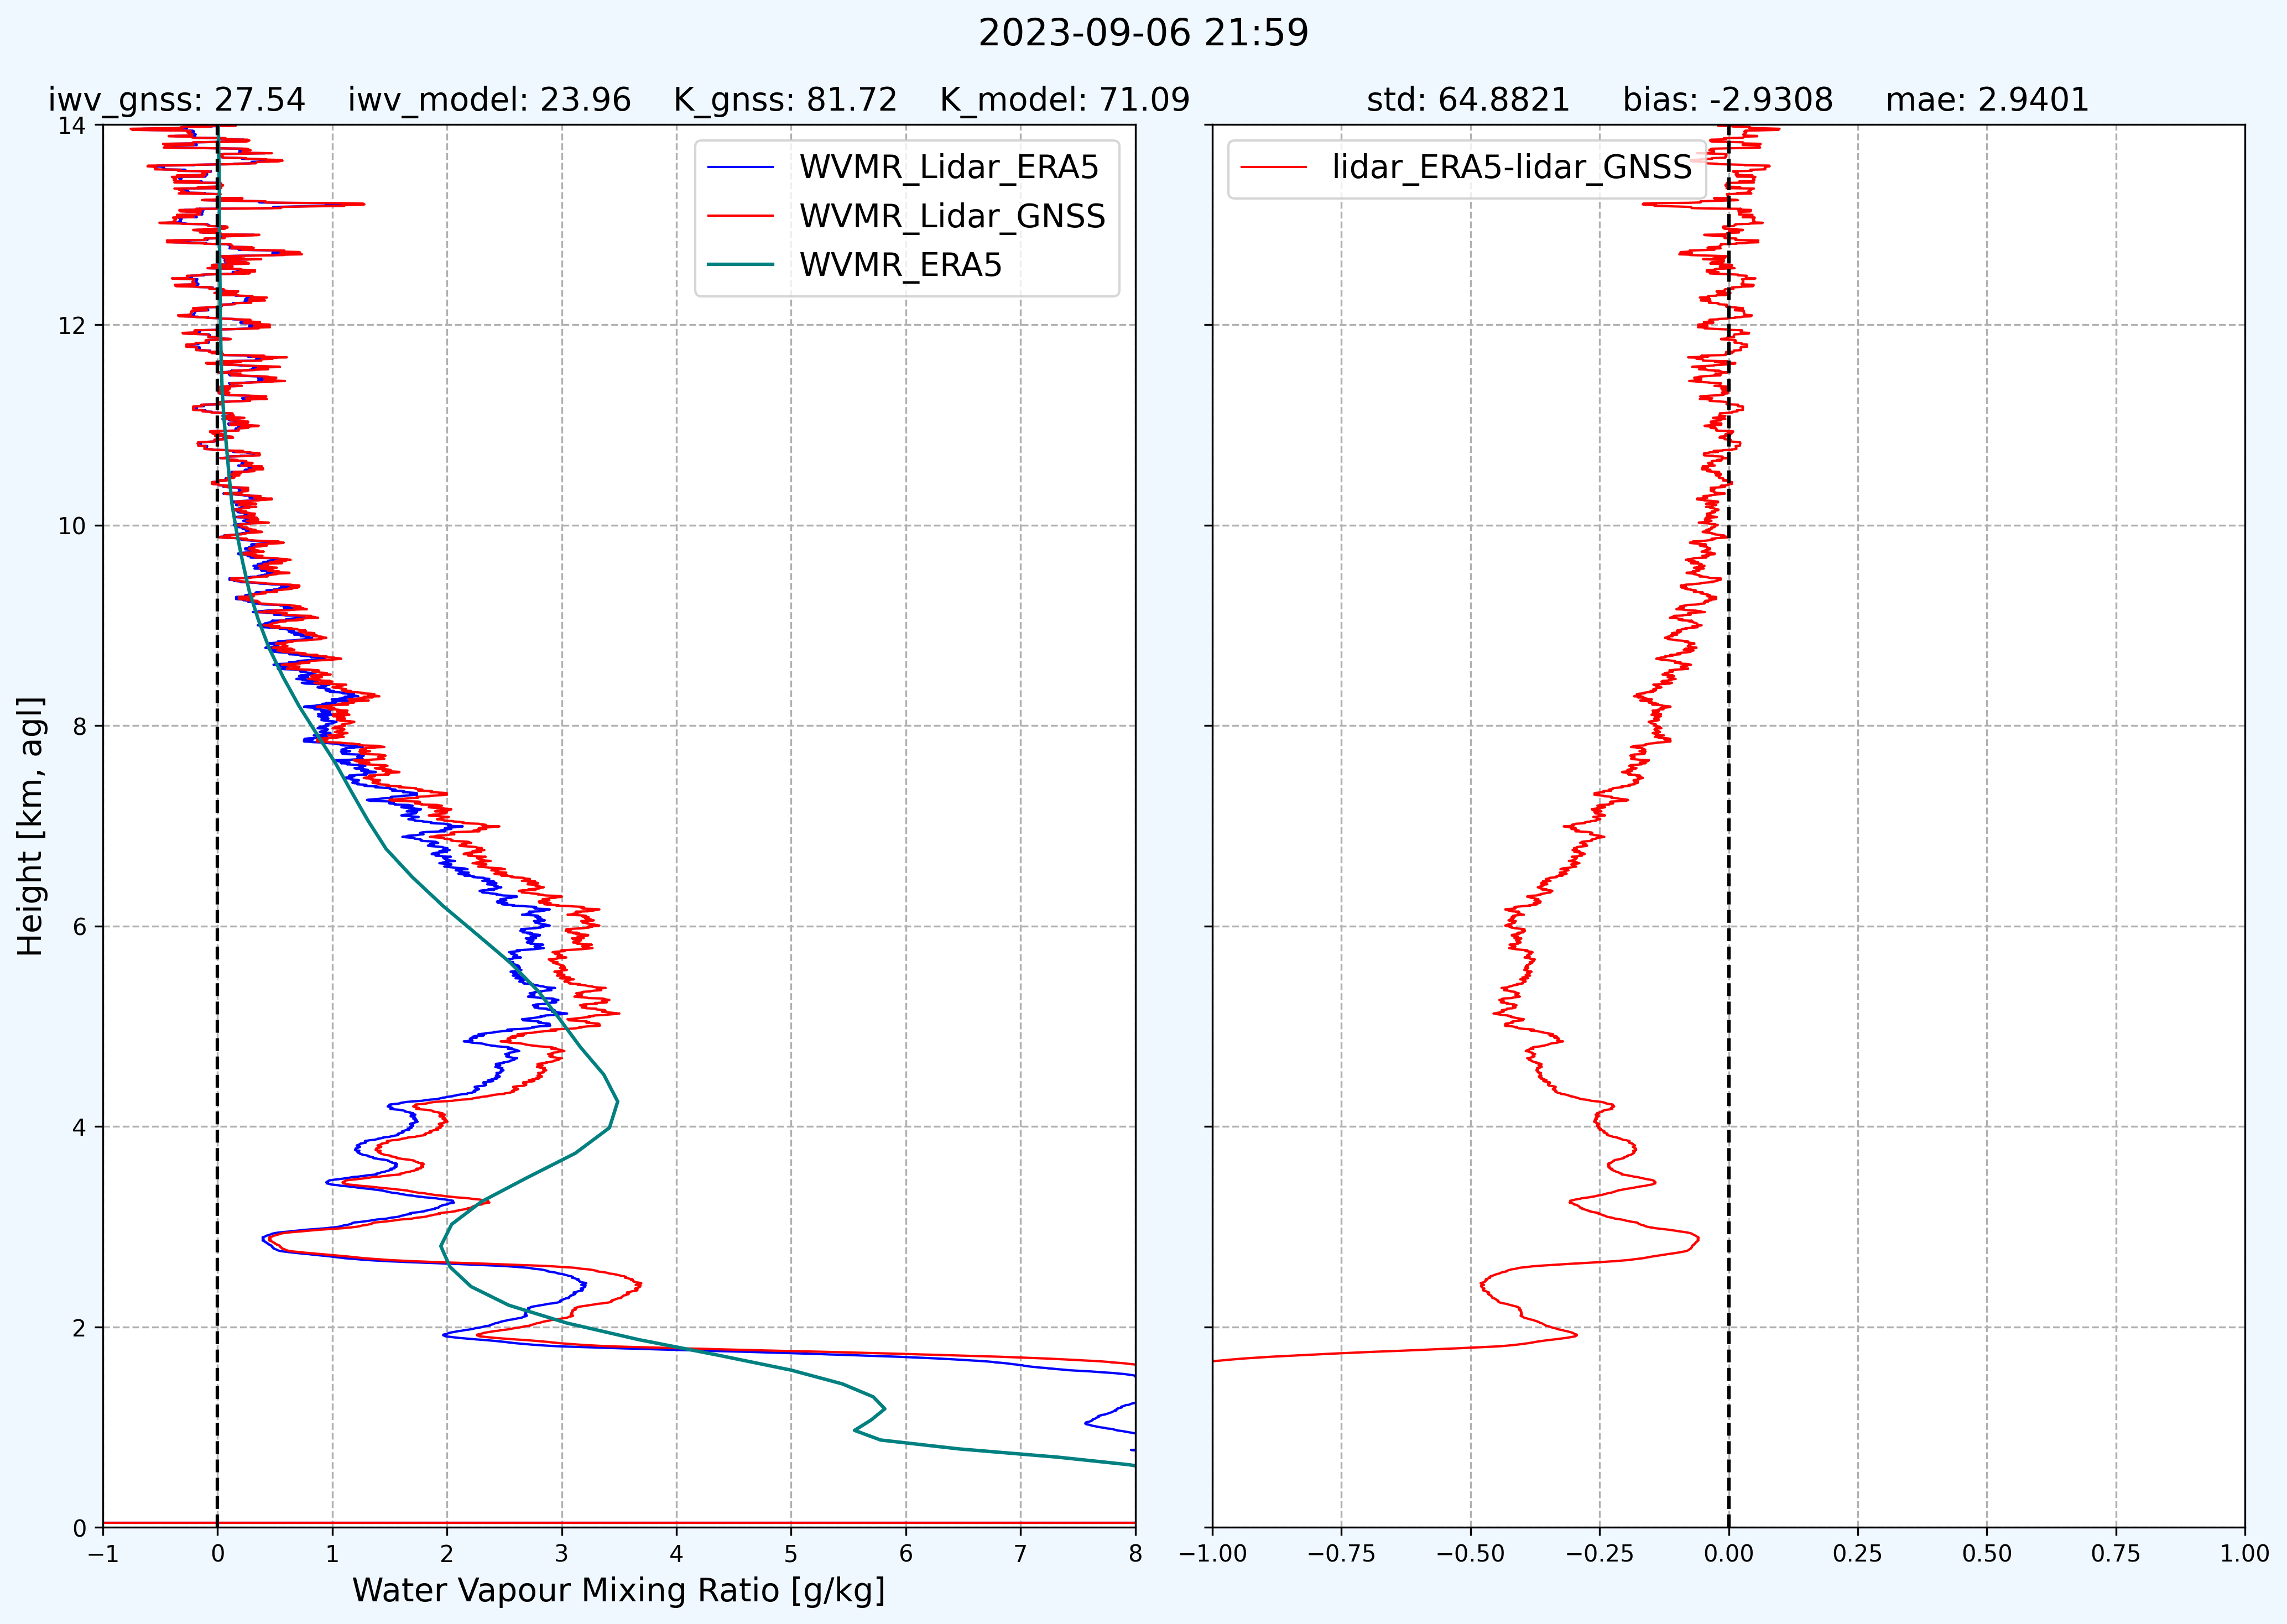 2023-09-06 21:59
iwv_gnss: 27.54 iwv_model: 23.96 K_gnss: 81.72 K_model: 71.09
std: 64.8821 bias: -2.9308 mae: 2.9401
WVMR_Lidar_ERA5
WVMR_Lidar_GNSS
WVMR_ERA5
lidar_ERA5-lidar_GNSS
Height [km, agl]
14
12
10
8
6
4
2
0
−1 0 1 2 3 4 5 6 7 8
Water Vapour Mixing Ratio [g/kg]
−1.00 −0.75 −0.50 −0.25 0.00 0.25 0.50 0.75 1.00